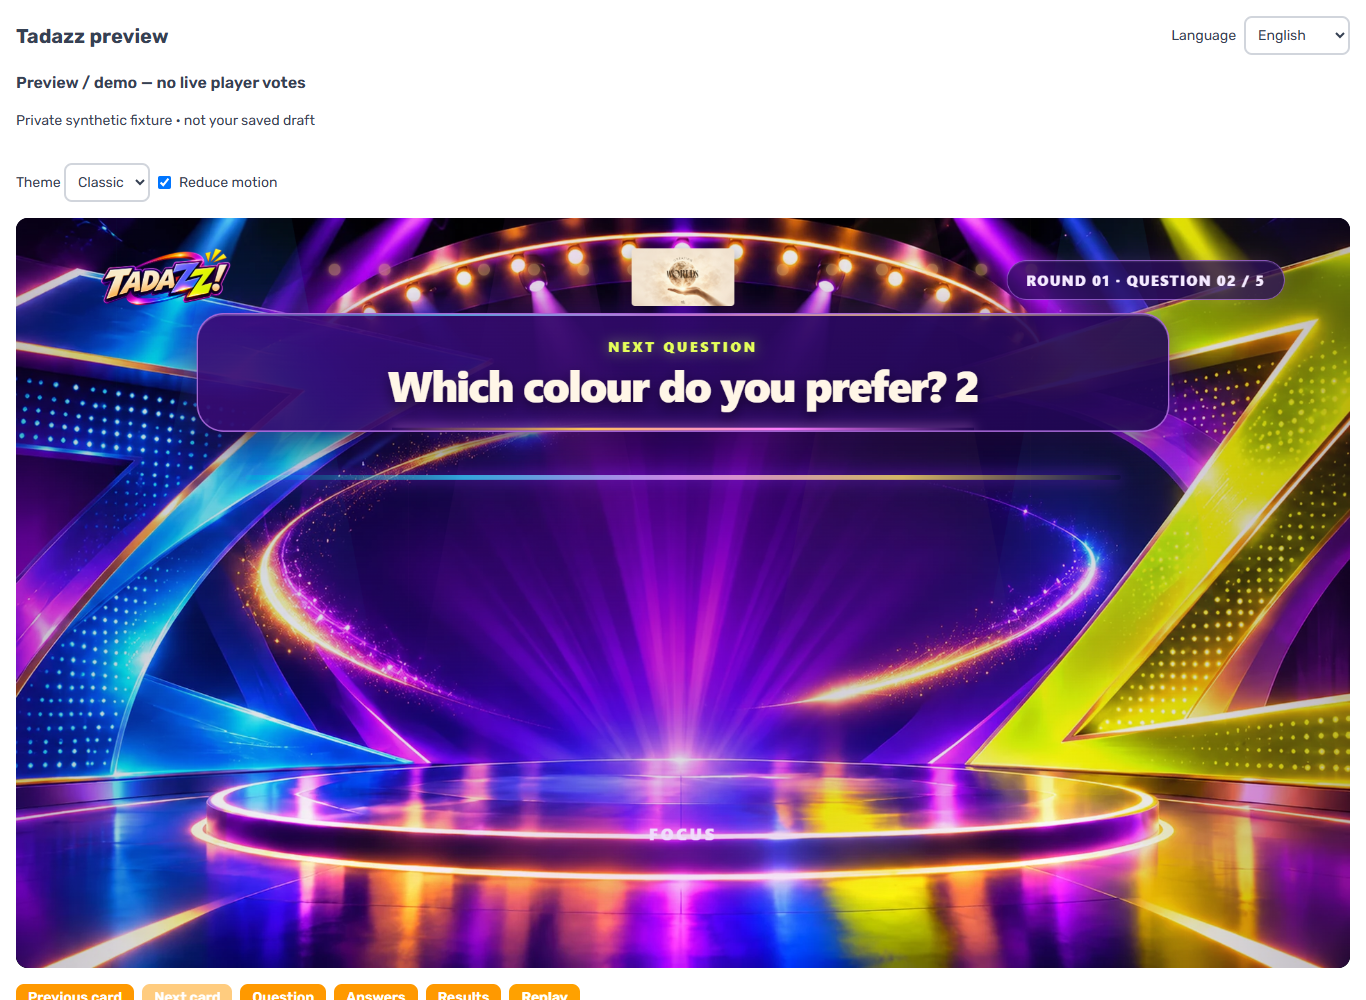 Tadazz preview
Language English
Preview / demo — no live player votes
Private synthetic fixture • not your saved draft
Theme Classic Reduce motion
TADAZZ!
WORLDS
ROUND 01 · QUESTION 02 / 5
NEXT QUESTION
Which colour do you prefer? 2
FOCUS
Previous card Next card Question Answers Results Replay